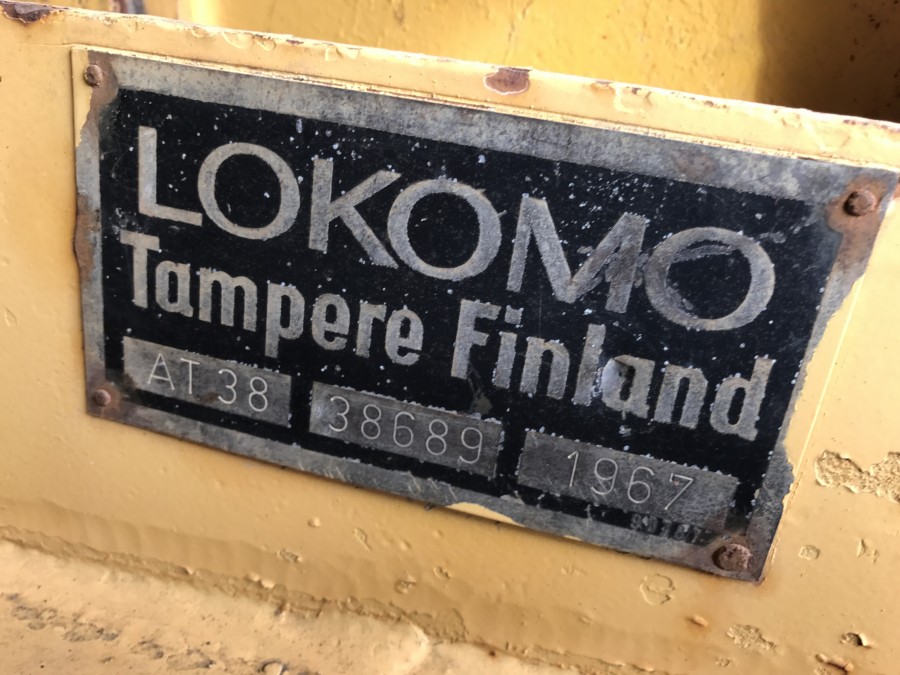 LOKOMO
Tampere Finland
AT 38 38689 1967